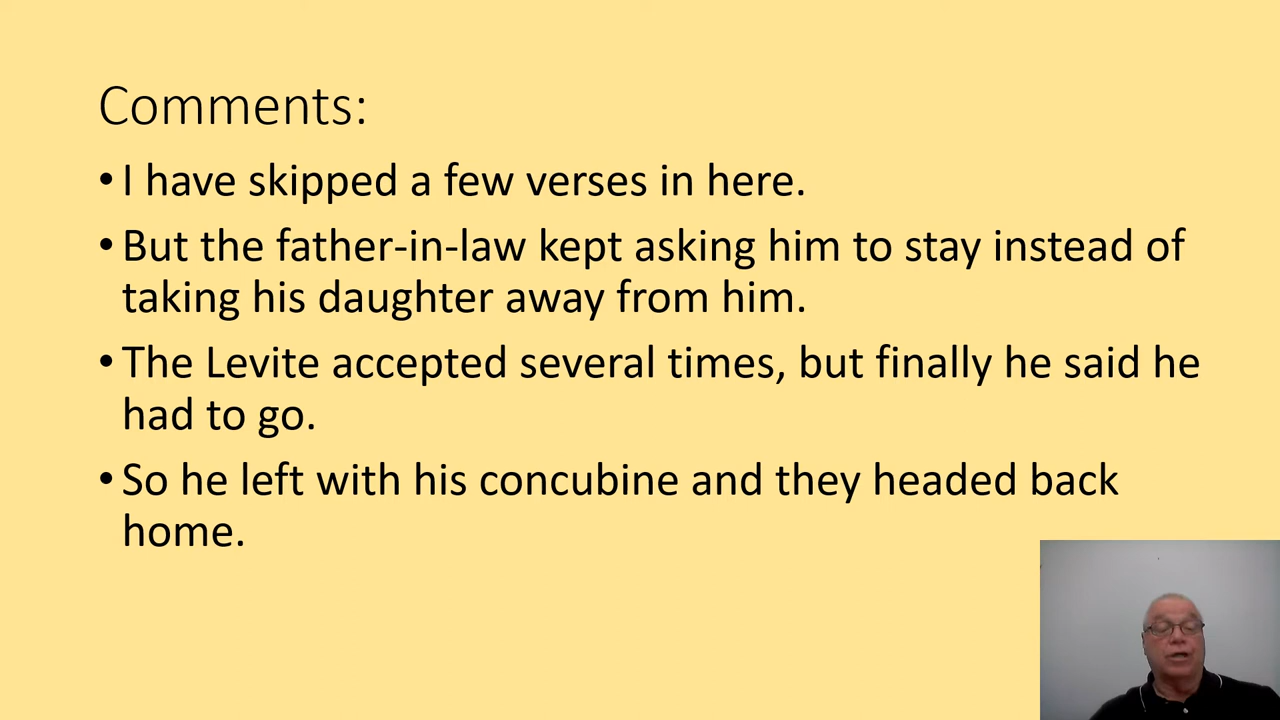 Comments:
• I have skipped a few verses in here.
• But the father-in-law kept asking him to stay instead of
taking his daughter away from him.
• The Levite accepted several times, but finally he said he
had to go.
• So he left with his concubine and they headed back
home.